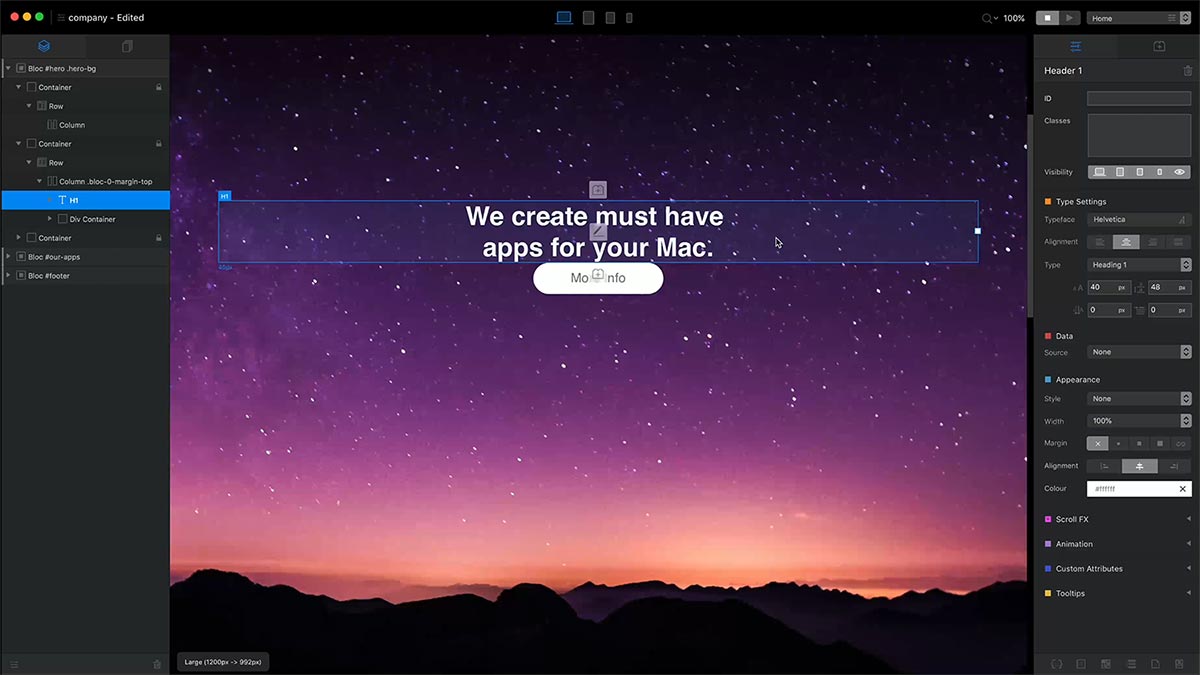 company - Edited
100%
Home
Bloc #hero .hero-bg
Container
Row
Column
Container
Row
Column .bloc-0-margin-top
H1
Div Container
Container
Bloc #our-apps
Bloc #footer
H1
We create must have
apps for your Mac.
40px
Large (1200px -> 992px)
Header 1
ID
Classes
Visibility
Type Settings
Typeface Helvetica
Alignment
Type Heading 1
40 px 48 px
0 px 0 px
Data
Source None
Appearance
Style None
Width 100%
Margin
Alignment
Colour #ffffff
Scroll FX
Animation
Custom Attributes
Tooltips